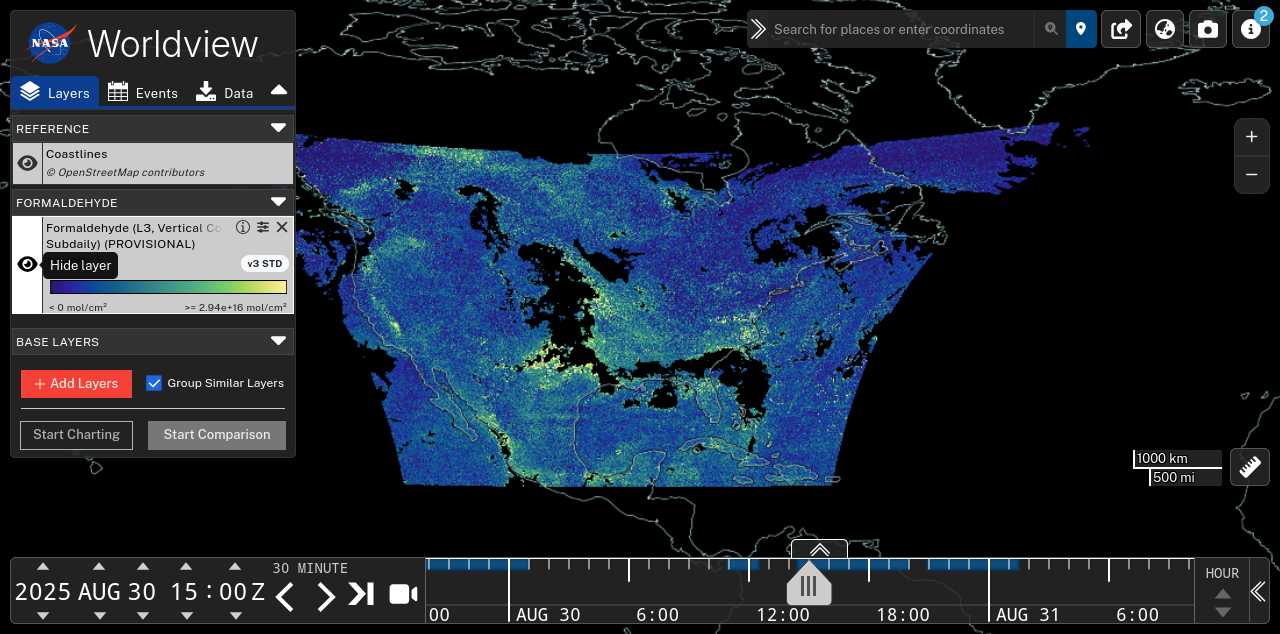 NASA
Worldview
Layers
Events
Data
REFERENCE
Coastlines
© OpenStreetMap contributors
FORMALDEHYDE
Formaldehyde (L3, Vertical Co
Subdaily) (PROVISIONAL)
Hide layer
v3 STD
< 0 mol/cm²
>= 2.94e+16 mol/cm²
BASE LAYERS
+ Add Layers
Group Similar Layers
Start Charting
Start Comparison
Search for places or enter coordinates
2
+
−
1000 km
500 mi
2025 AUG 30 15 : 00 Z
30 MINUTE
00
AUG 30
6:00
12:00
18:00
AUG 31
6:00
HOUR